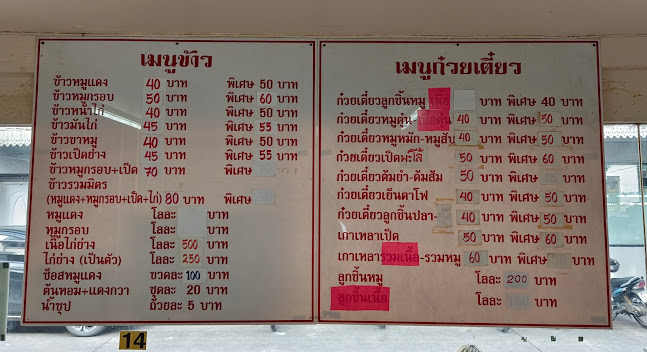 เมนูข้าว
ข้าวหมูแดง 40 บาท พิเศษ 50 บาท
ข้าวหมูกรอบ 50 บาท พิเศษ 60 บาท
ข้าวหน้าไก่ 40 บาท พิเศษ 50 บาท
ข้าวมันไก่ 45 บาท พิเศษ 55 บาท
ข้าวขาหมู 40 บาท พิเศษ 50 บาท
ข้าวเป็ดย่าง 45 บาท พิเศษ 55 บาท
ข้าวหมูกรอบ+เป็ด 60 บาท พิเศษ บาท
ข้าวรวมมิตร
(หมูแดง+หมูกรอบ+เป็ด+ไก่) 80 บาท พิเศษ บาท
หมูแดง โลละ บาท
หมูกรอบ โลละ บาท
เนื้อไก่ย่าง โลละ 500 บาท
ไก่ย่าง (เป็นตัว) โลละ 250 บาท
ซ็อสหมูแดง ขวดละ 100 บาท
ต้นหอม+แตงกวา ชุดละ 20 บาท
น้ำซุป ถ้วยละ 5 บาท
เมนูก๋วยเตี๋ยว
ก๋วยเตี๋ยวลูกชิ้นหมู เนื้อ บาท พิเศษ 40 บาท
ก๋วยเตี๋ยวหมูตุ๋น-เนื้อตุ๋น 40 บาท พิเศษ 50 บาท
ก๋วยเตี๋ยวหมูหมัก-หมูสับ 40 บาท พิเศษ 50 บาท
ก๋วยเตี๋ยวเป็ดพะโล้ 50 บาท พิเศษ 60 บาท
ก๋วยเตี๋ยวต้มยำ-ต้มส้ม 50 บาท พิเศษ บาท
ก๋วยเตี๋ยวเย็นตาโฟ 40 บาท พิเศษ 50 บาท
ก๋วยเตี๋ยวลูกชิ้นปลา 40 บาท พิเศษ 50 บาท
เกาเหลาเป็ด 50 บาท พิเศษ 60 บาท
เกาเหลารวมเนื้อ-รวมหมู 60 บาท พิเศษ บาท
ลูกชิ้นหมู โลละ 200 บาท
ลูกชิ้นเนื้อ โลละ บาท
14